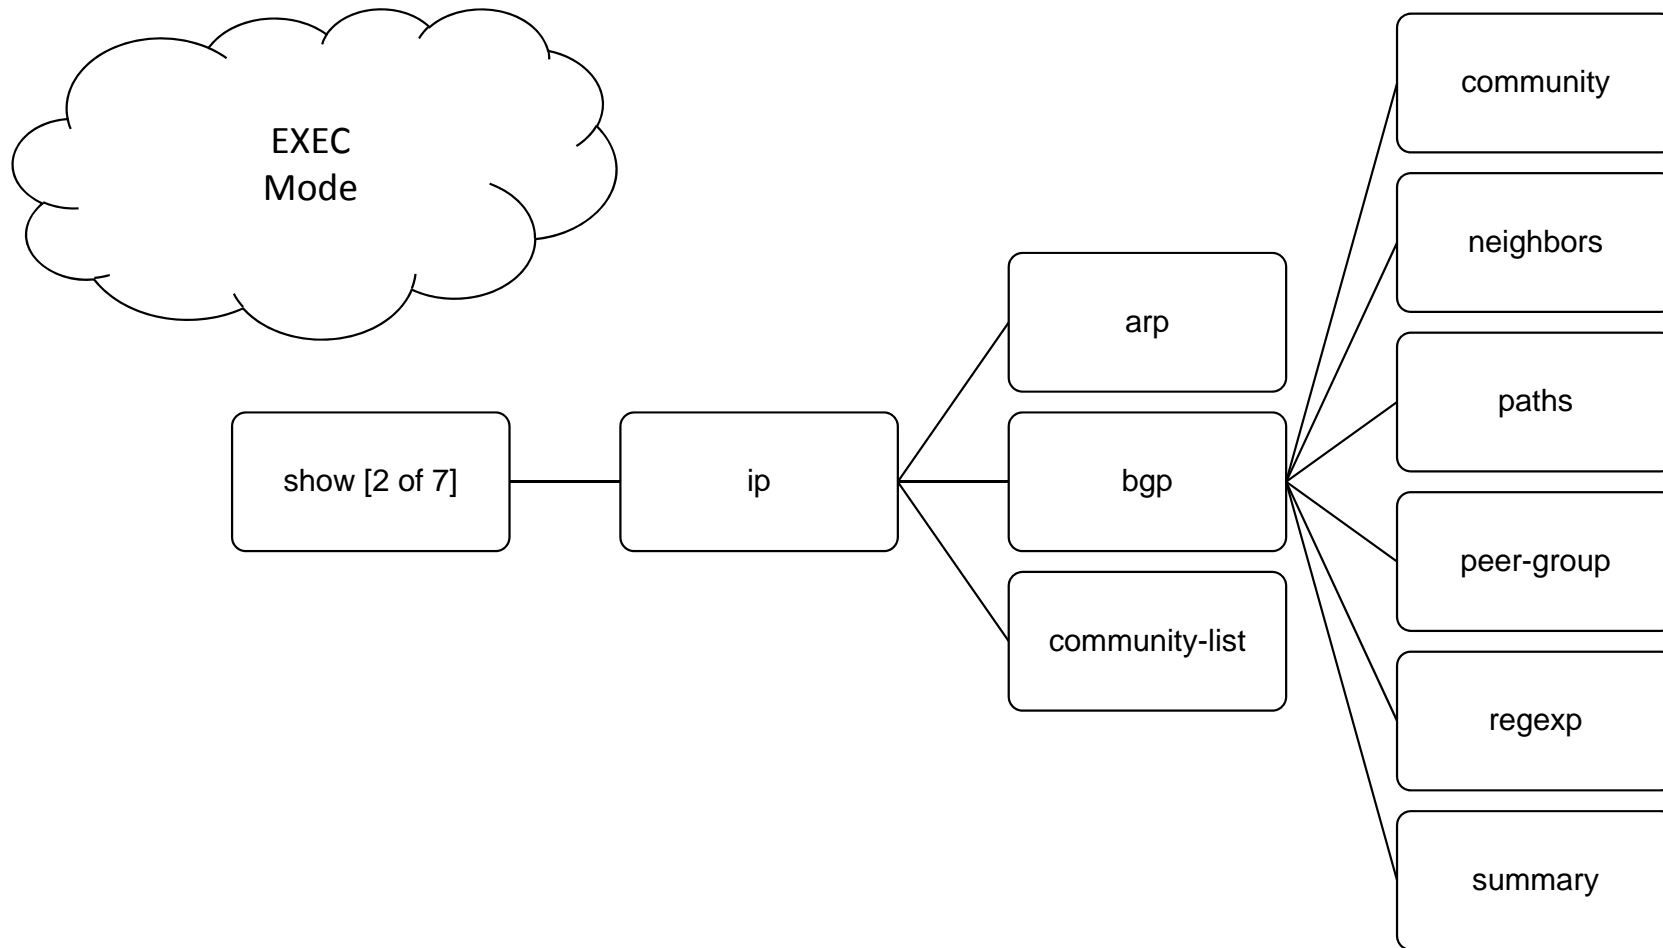 EXEC
Mode
show [2 of 7]
ip
arp
bgp
community-list
community
neighbors
paths
peer-group
regexp
summary